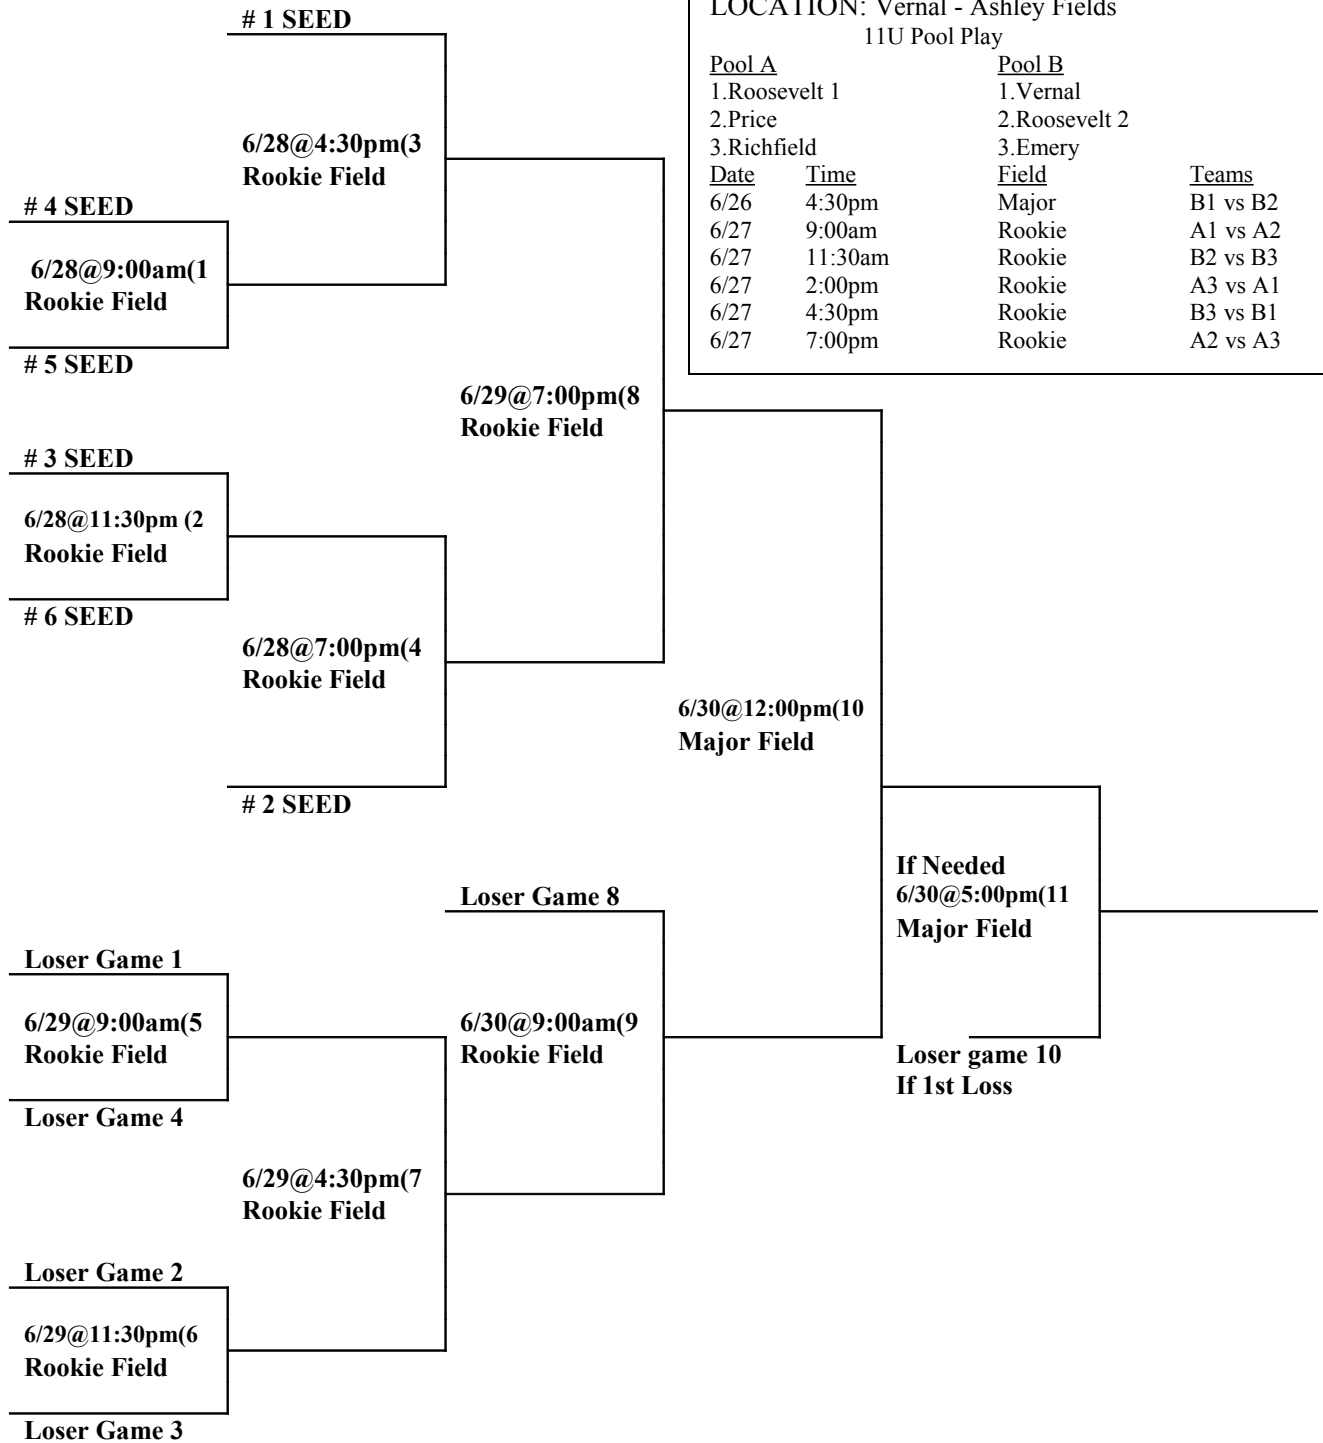 LOCATION: Vernal - Ashley Fields
11U Pool Play
Pool A Pool B
1.Roosevelt 1 1.Vernal
2.Price 2.Roosevelt 2
3.Richfield 3.Emery
Date Time Field Teams
6/26 4:30pm Major B1 vs B2
6/27 9:00am Rookie A1 vs A2
6/27 11:30am Rookie B2 vs B3
6/27 2:00pm Rookie A3 vs A1
6/27 4:30pm Rookie B3 vs B1
6/27 7:00pm Rookie A2 vs A3
# 1 SEED
6/28@4:30pm(3
Rookie Field
# 4 SEED
6/28@9:00am(1
Rookie Field
# 5 SEED
6/29@7:00pm(8
Rookie Field
# 3 SEED
6/28@11:30pm (2
Rookie Field
# 6 SEED
6/28@7:00pm(4
Rookie Field
6/30@12:00pm(10
Major Field
# 2 SEED
If Needed
6/30@5:00pm(11
Major Field
Loser Game 8
Loser Game 1
6/29@9:00am(5
Rookie Field
6/30@9:00am(9
Rookie Field
Loser game 10
If 1st Loss
Loser Game 4
6/29@4:30pm(7
Rookie Field
Loser Game 2
6/29@11:30pm(6
Rookie Field
Loser Game 3